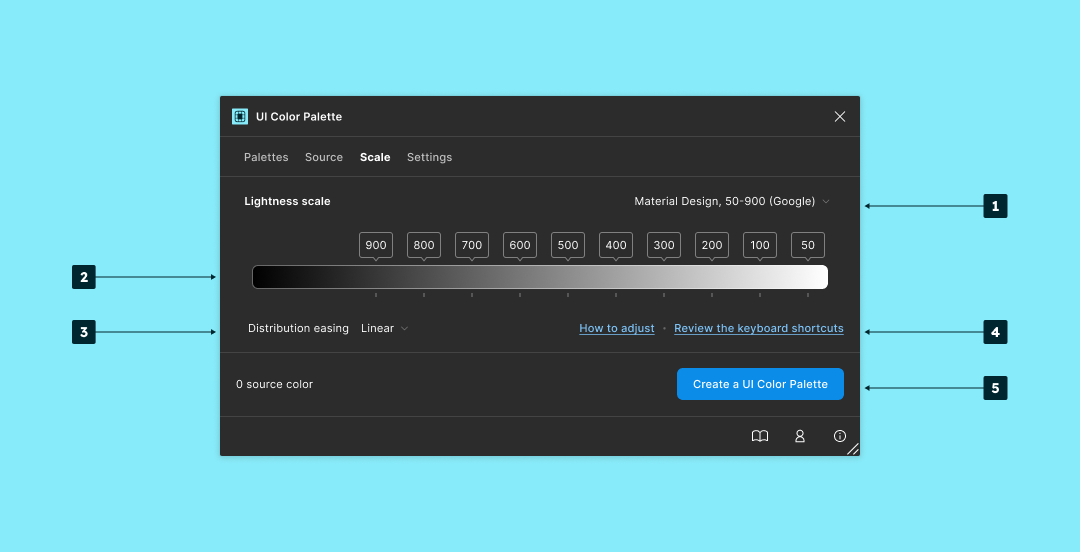 UI Color Palette
Palettes Source Scale Settings
Lightness scale Material Design, 50-900 (Google)
1
900 800 700 600 500 400 300 200 100 50
2
3
Distribution easing Linear How to adjust • Review the keyboard shortcuts
4
0 source color Create a UI Color Palette
5